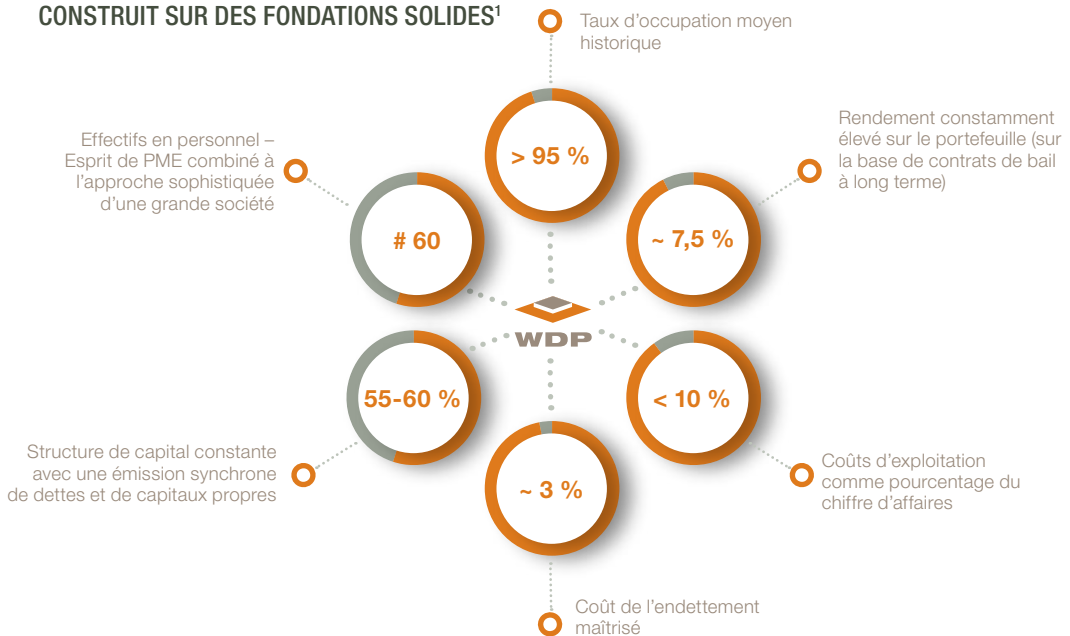 CONSTRUIT SUR DES FONDATIONS SOLIDES¹
Taux d’occupation moyen
historique
> 95 %
Rendement constamment
élevé sur le portefeuille (sur
la base de contrats de bail
à long terme)
~ 7,5 %
Effectifs en personnel –
Esprit de PME combiné à
l’approche sophistiquée
d’une grande société
# 60
WDP
55-60 %
Structure de capital constante
avec une émission synchrone
de dettes et de capitaux propres
< 10 %
Coûts d’exploitation
comme pourcentage du
chiffre d’affaires
~ 3 %
Coût de l’endettement
maîtrisé